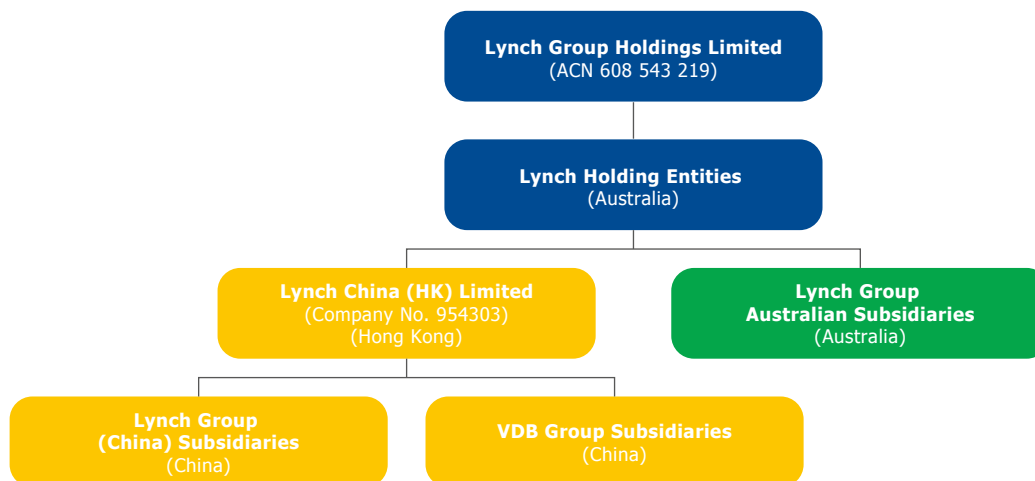 Lynch Group Holdings Limited
(ACN 608 543 219)
Lynch Holding Entities
(Australia)
Lynch China (HK) Limited
(Company No. 954303)
(Hong Kong)
Lynch Group
Australian Subsidiaries
(Australia)
Lynch Group
(China) Subsidiaries
(China)
VDB Group Subsidiaries
(China)